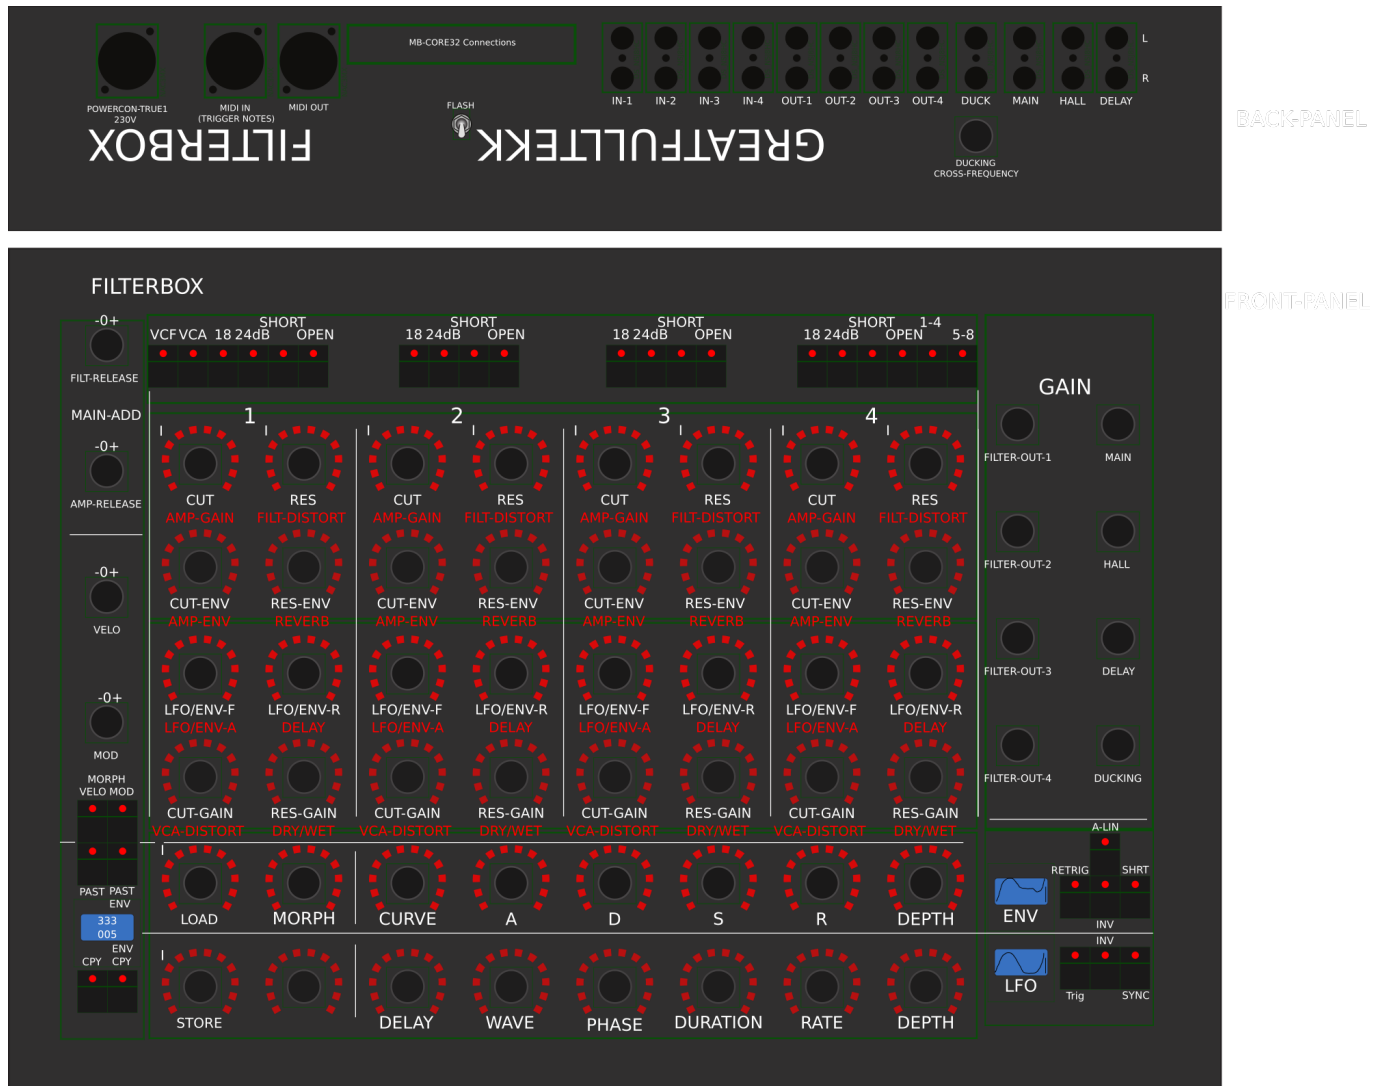 MB-CORE32 Connections
L
R
POWERCON-TRUE1
230V
MIDI IN
(TRIGGER NOTES)
MIDI OUT
FLASH
IN-1 IN-2 IN-3 IN-4 OUT-1 OUT-2 OUT-3 OUT-4 DUCK MAIN HALL DELAY
FILTERBOX
GREATFULLTEKK
DUCKING
CROSS-FREQUENCY
BACK-PANEL
FRONT-PANEL
FILTERBOX
-0+
FILT-RELEASE
MAIN-ADD
-0+
AMP-RELEASE
-0+
VELO
-0+
MOD
MORPH
VELO MOD
PAST PAST
ENV
333
005
ENV
CPY CPY
SHORT SHORT SHORT SHORT 1-4
VCF VCA 18 24dB OPEN 18 24dB OPEN 18 24dB OPEN 18 24dB OPEN 5-8
1 2 3 4
CUT RES CUT RES CUT RES CUT RES
AMP-GAIN FILT-DISTORT AMP-GAIN FILT-DISTORT AMP-GAIN FILT-DISTORT AMP-GAIN FILT-DISTORT
CUT-ENV RES-ENV CUT-ENV RES-ENV CUT-ENV RES-ENV CUT-ENV RES-ENV
AMP-ENV REVERB AMP-ENV REVERB AMP-ENV REVERB AMP-ENV REVERB
LFO/ENV-F LFO/ENV-R LFO/ENV-F LFO/ENV-R LFO/ENV-F LFO/ENV-R LFO/ENV-F LFO/ENV-R
LFO/ENV-A DELAY LFO/ENV-A DELAY LFO/ENV-A DELAY LFO/ENV-A DELAY
CUT-GAIN RES-GAIN CUT-GAIN RES-GAIN CUT-GAIN RES-GAIN CUT-GAIN RES-GAIN
VCA-DISTORT DRY/WET VCA-DISTORT DRY/WET VCA-DISTORT DRY/WET VCA-DISTORT DRY/WET
LOAD MORPH CURVE A D S R DEPTH
STORE DELAY WAVE PHASE DURATION RATE DEPTH
GAIN
FILTER-OUT-1 MAIN
FILTER-OUT-2 HALL
FILTER-OUT-3 DELAY
FILTER-OUT-4 DUCKING
A-LIN
RETRIG SHRT
ENV
INV
INV
LFO
Trig SYNC